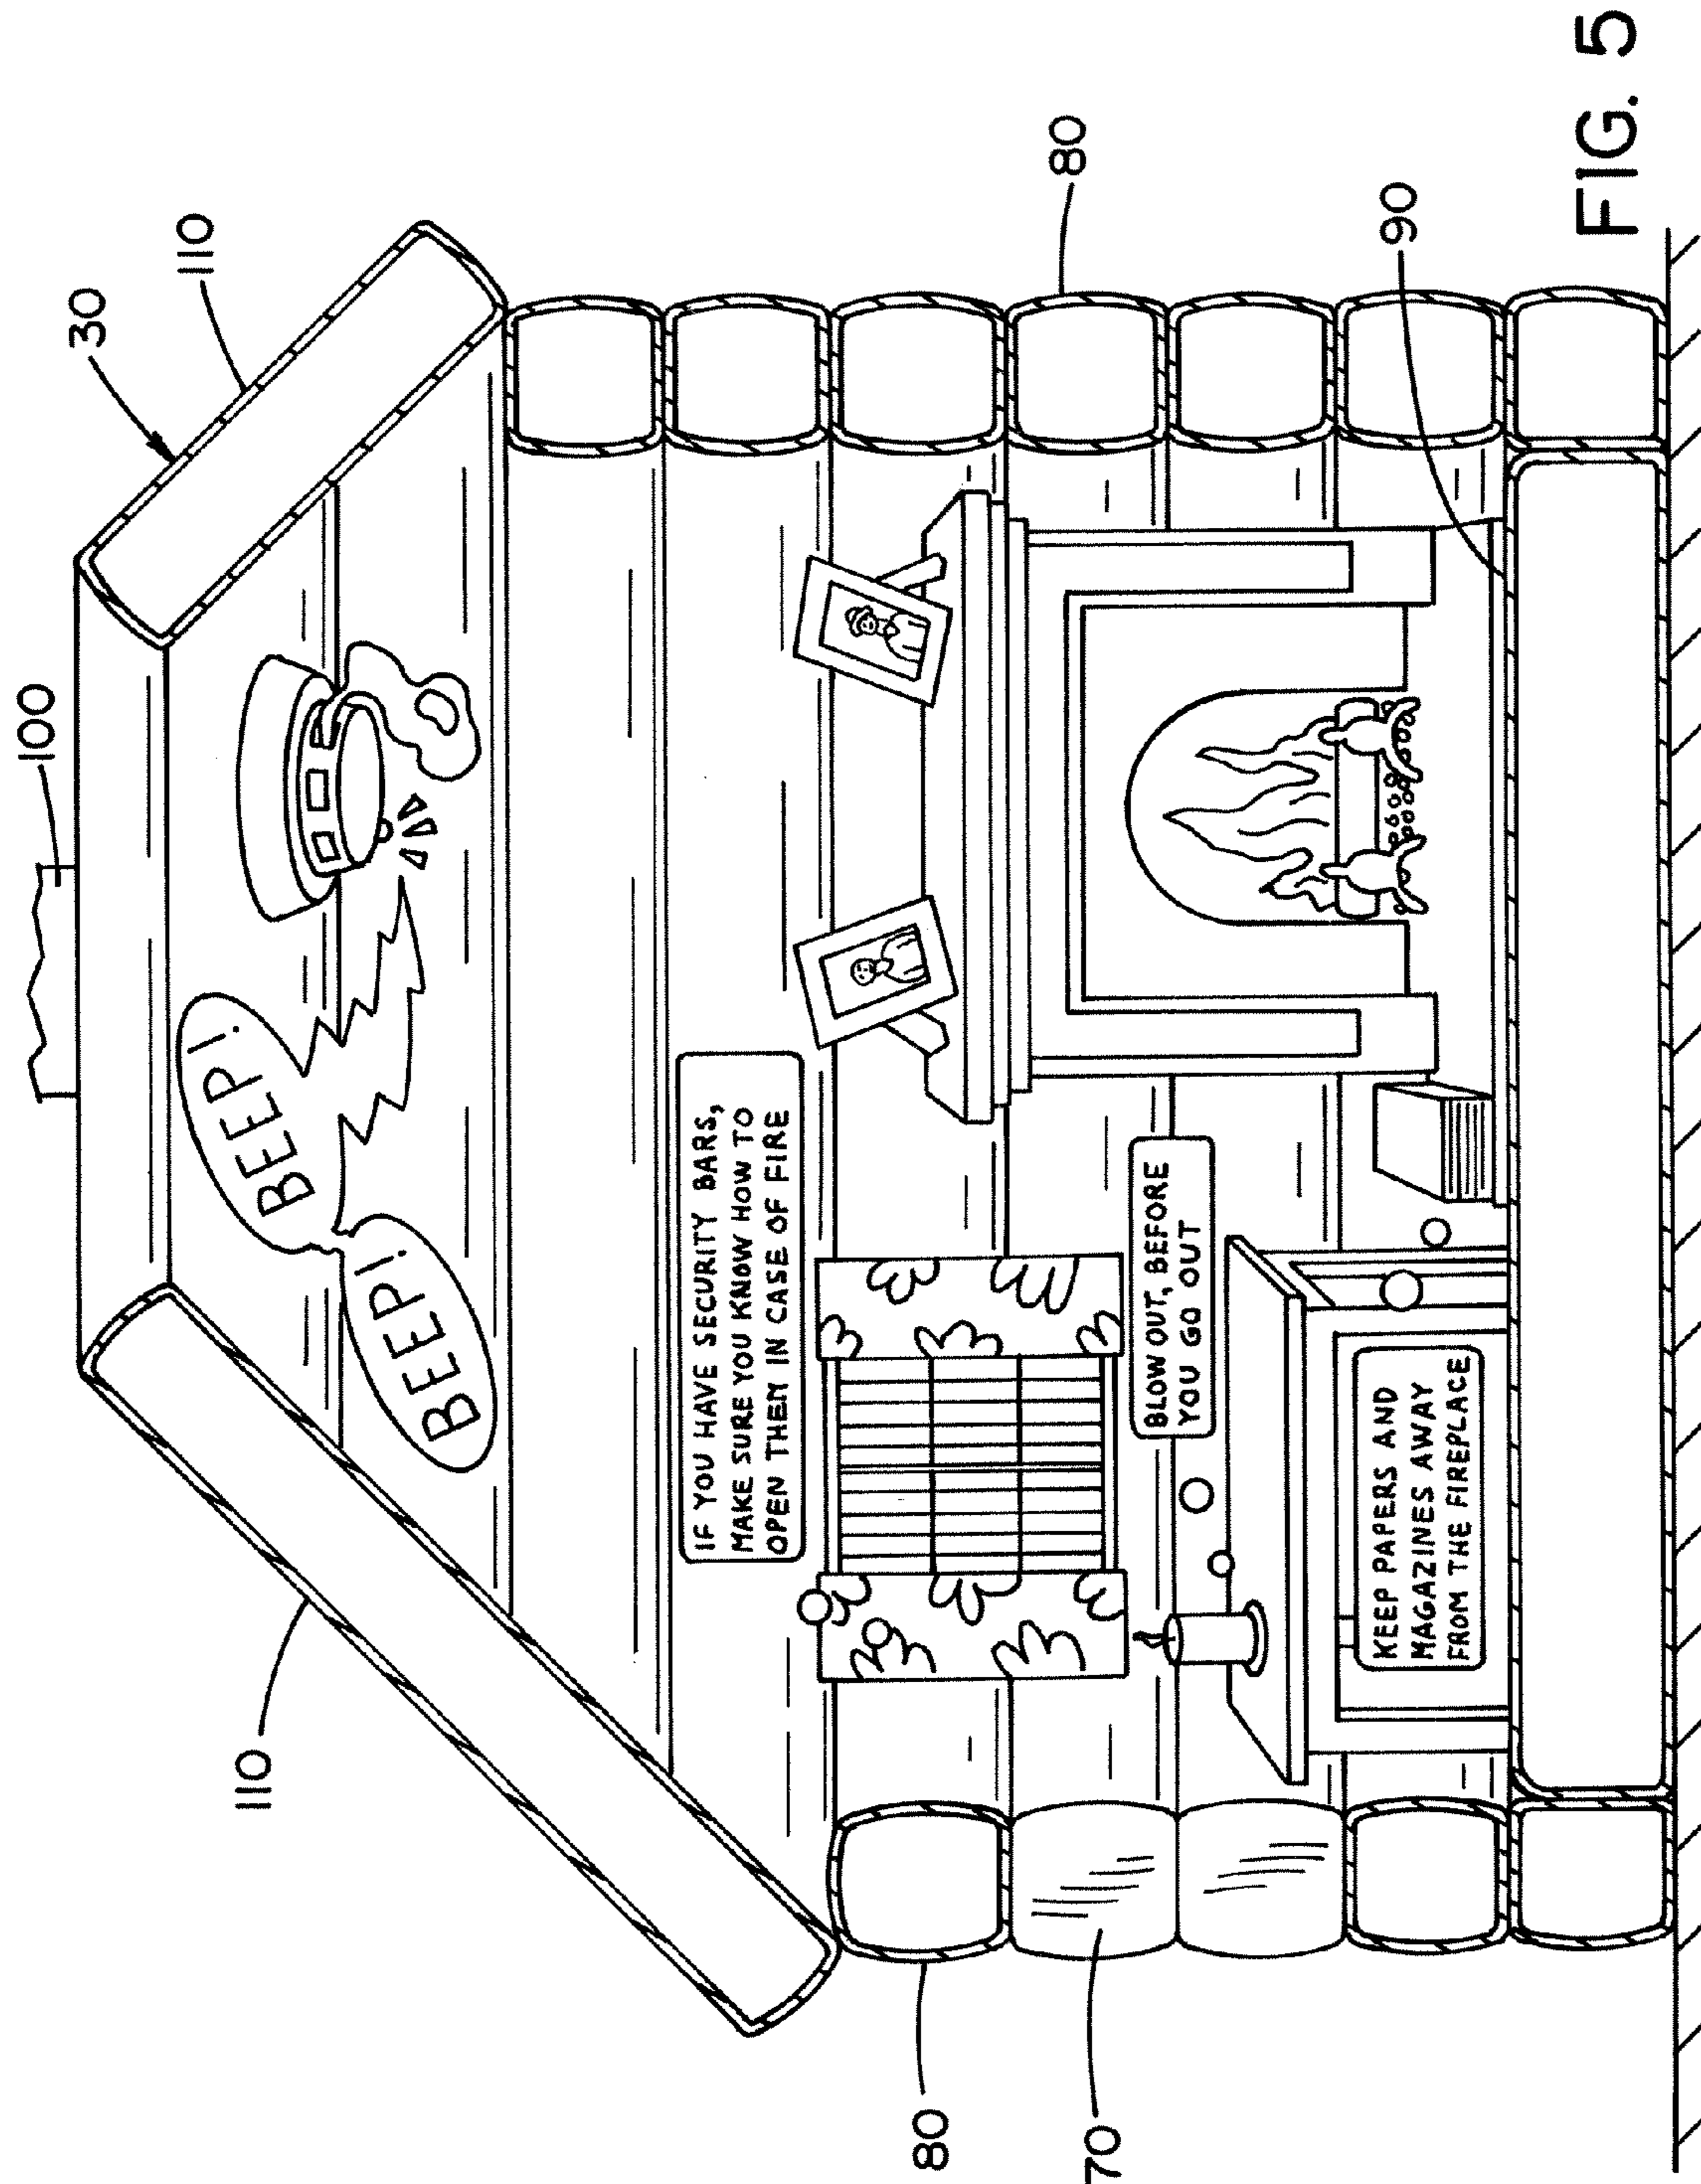 100
30
110
110
BEEP!
BEEP!
IF YOU HAVE SECURITY BARS,
MAKE SURE YOU KNOW HOW TO
OPEN THEM IN CASE OF FIRE
80
80
70
BLOW OUT, BEFORE
YOU GO OUT
KEEP PAPERS AND
MAGAZINES AWAY
FROM THE FIREPLACE
90
FIG. 5